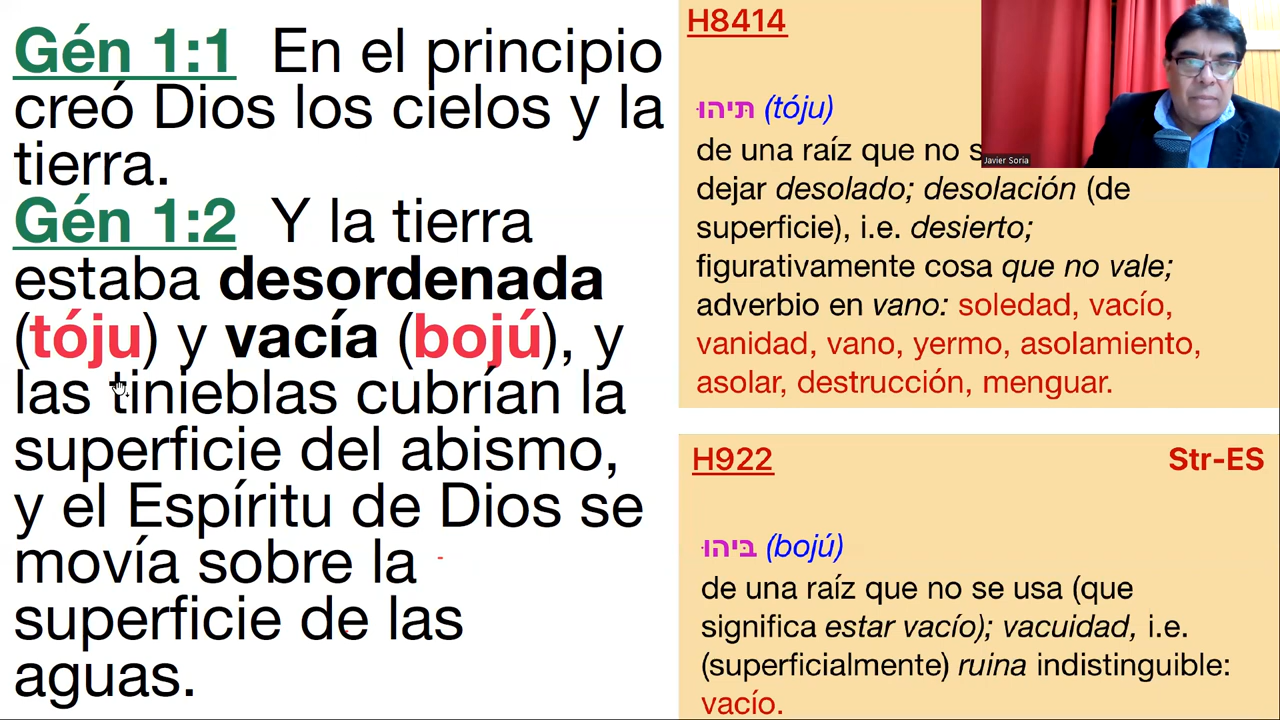 Gén 1:1 En el principio
creó Dios los cielos y la
tierra.
Gén 1:2 Y la tierra
estaba desordenada
(tóju) y vacía (bojú), y
las tinieblas cubrían la
superficie del abismo,
y el Espíritu de Dios se
movía sobre la
superficie de las
aguas.
H8414
תּיהוּ (tóju)
de una raíz que no s
dejar desolado; desolación (de
superficie), i.e. desierto;
figurativamente cosa que no vale;
adverbio en vano: soledad, vacío,
vanidad, vano, yermo, asolamiento,
asolar, destrucción, menguar.
Javier Soria
H922 Str-ES
בּיהוּ (bojú)
de una raíz que no se usa (que
significa estar vacío); vacuidad, i.e.
(superficialmente) ruina indistinguible:
vacío.